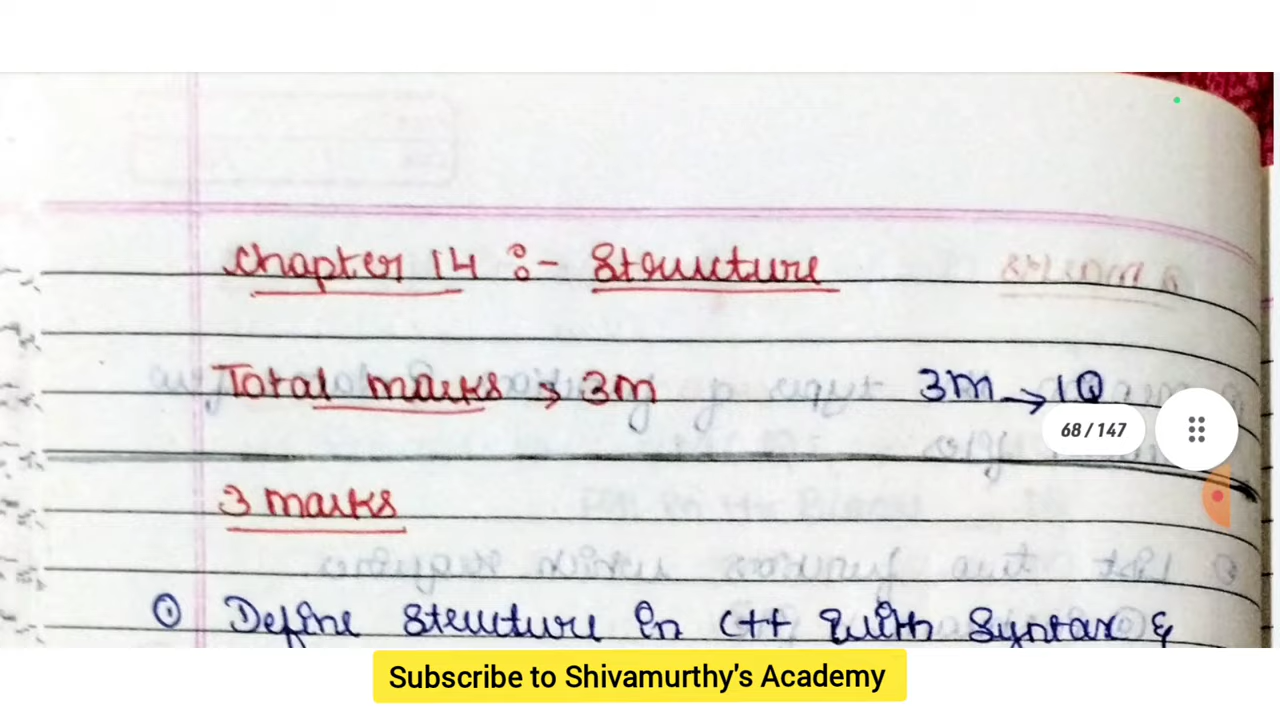 Chapter 14 :- Structure
Total marks → 3m 3m → 1Q
68 / 147
3 marks
① Define structure in C++ with Syntax &
Subscribe to Shivamurthy's Academy